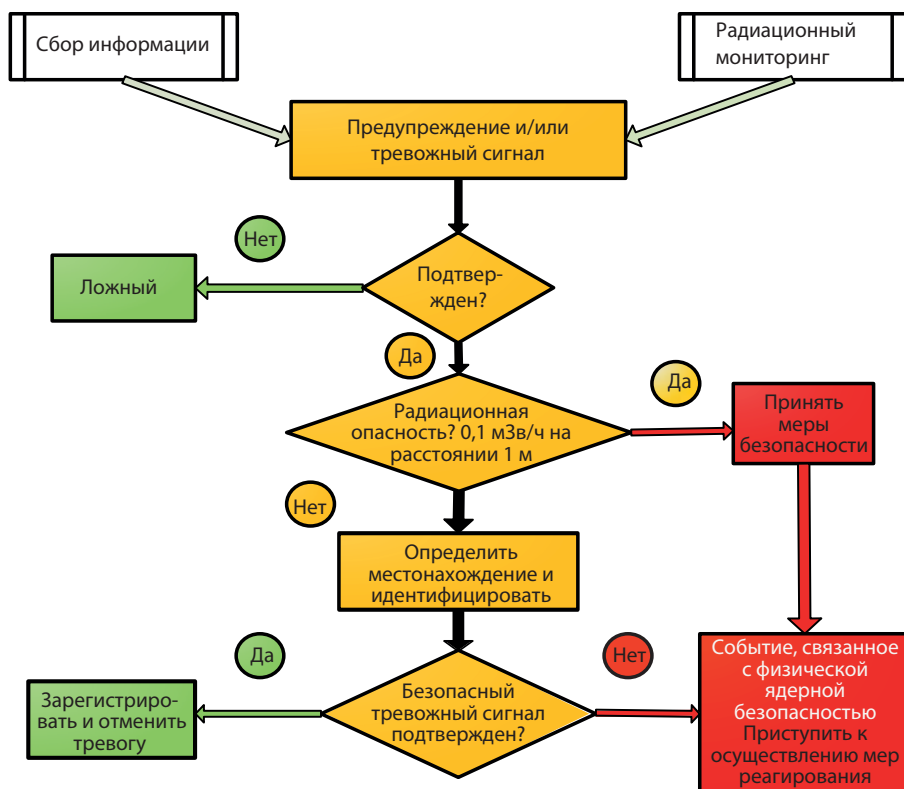 Сбор информации
Радиационный
мониторинг
Предупреждение и/или
тревожный сигнал
Нет
Ложный
Подтвер-
жден?
Да
Да
Радиационная
опасность? 0,1 мЗв/ч на
расстоянии 1 м
Принять
меры
безопасности
Нет
Определить
местонахождение и
идентифицировать
Да
Нет
Зарегистриро-
вать и отменить
тревогу
Безопасный
тревожный сигнал
подтвержден?
Событие, связанное
с физической
ядерной
безопасностью
Приступить к
осуществлению мер
реагирования